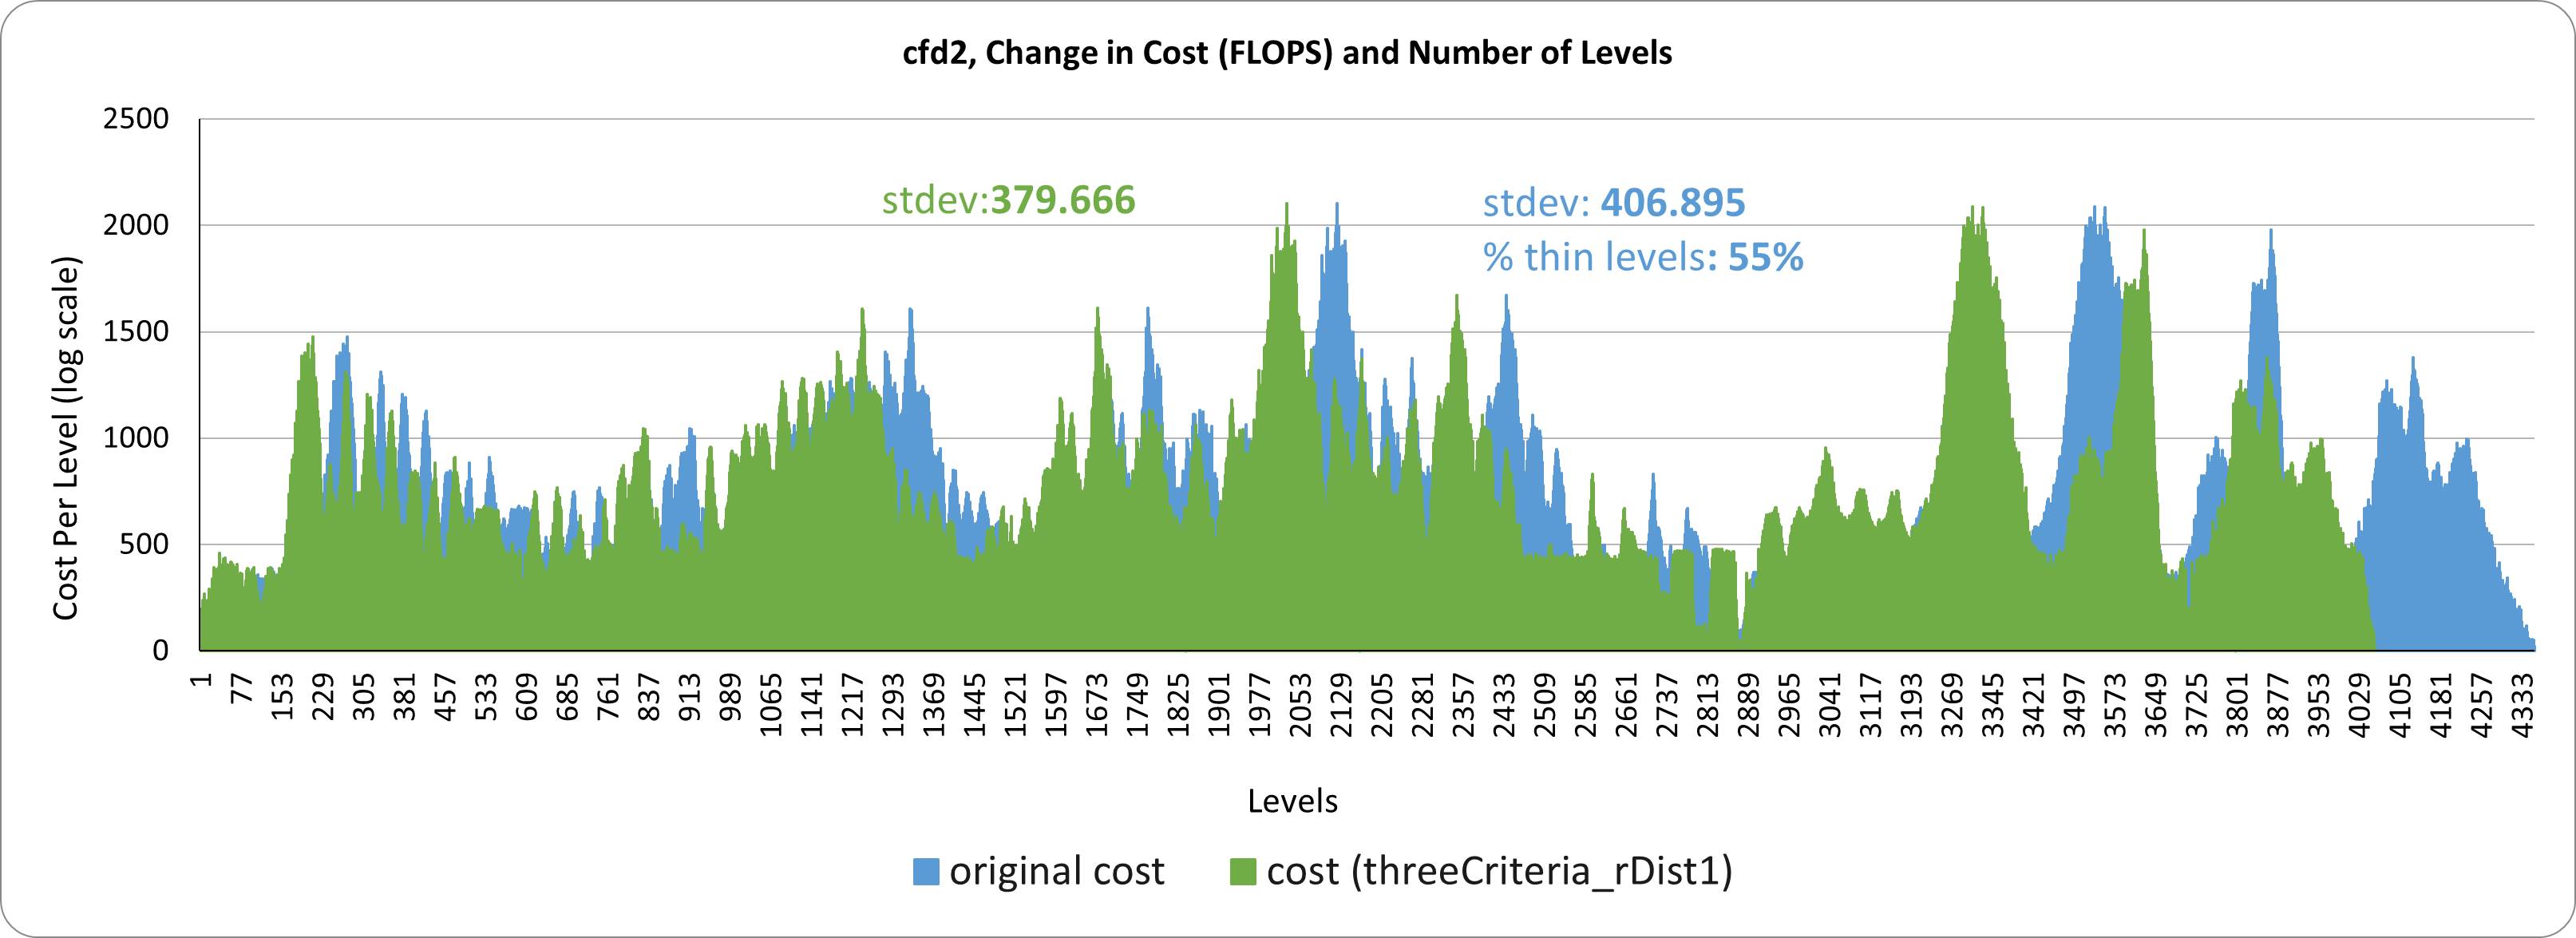 cfd2, Change in Cost (FLOPS) and Number of Levels
Cost Per Level (log scale)
2500
2000
1500
1000
500
0
stdev:379.666
stdev: 406.895
% thin levels: 55%
1 77 153 229 305 381 457 533 609 685 761 837 913 989 1065 1141 1217 1293 1369 1445 1521 1597 1673 1749 1825 1901 1977 2053 2129 2205 2281 2357 2433 2509 2585 2661 2737 2813 2889 2965 3041 3117 3193 3269 3345 3421 3497 3573 3649 3725 3801 3877 3953 4029 4105 4181 4257 4333
Levels
original cost
cost (threeCriteria_rDist1)